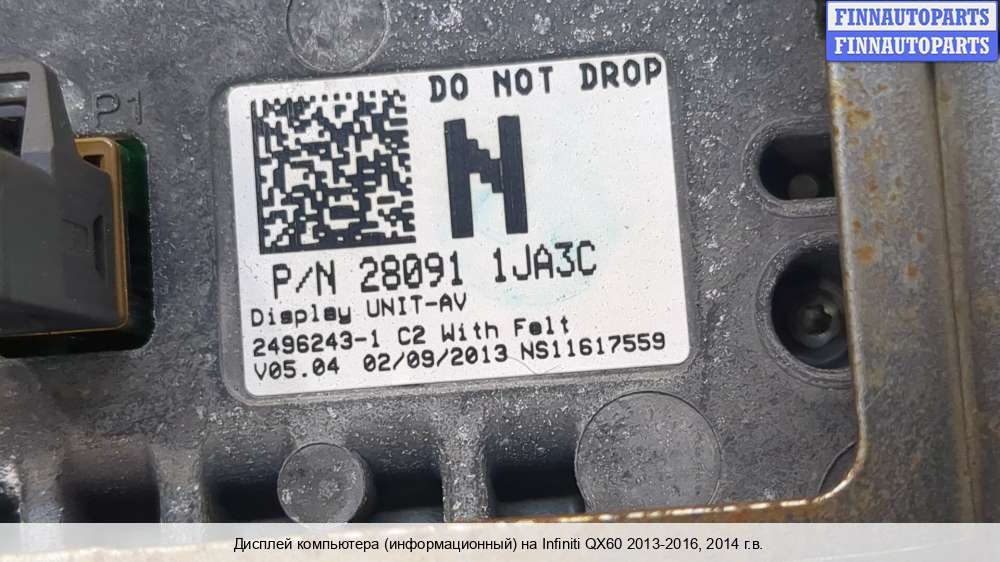 FINNAUTOPARTS
FINNAUTOPARTS
P1
DO NOT DROP
N
P/N 28091 1JA3C
Display UNIT-AV
2496243-1 C2 With Felt
V05.04 02/09/2013 NS11617559
Дисплей компьютера (информационный) на Infiniti QX60 2013-2016, 2014 г.в.